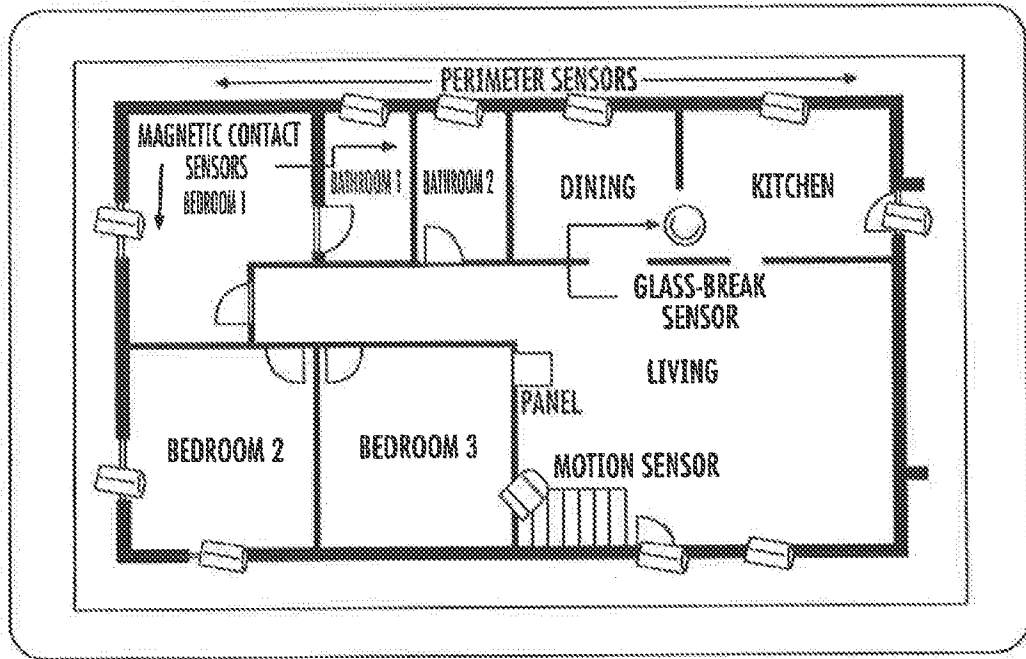 PERIMETER SENSORS
MAGNETIC CONTACT
SENSORS
BEDROOM 1
BATHROOM 1
BATHROOM 2
DINING
KITCHEN
GLASS-BREAK
SENSOR
LIVING
PANEL
BEDROOM 2
BEDROOM 3
MOTION SENSOR